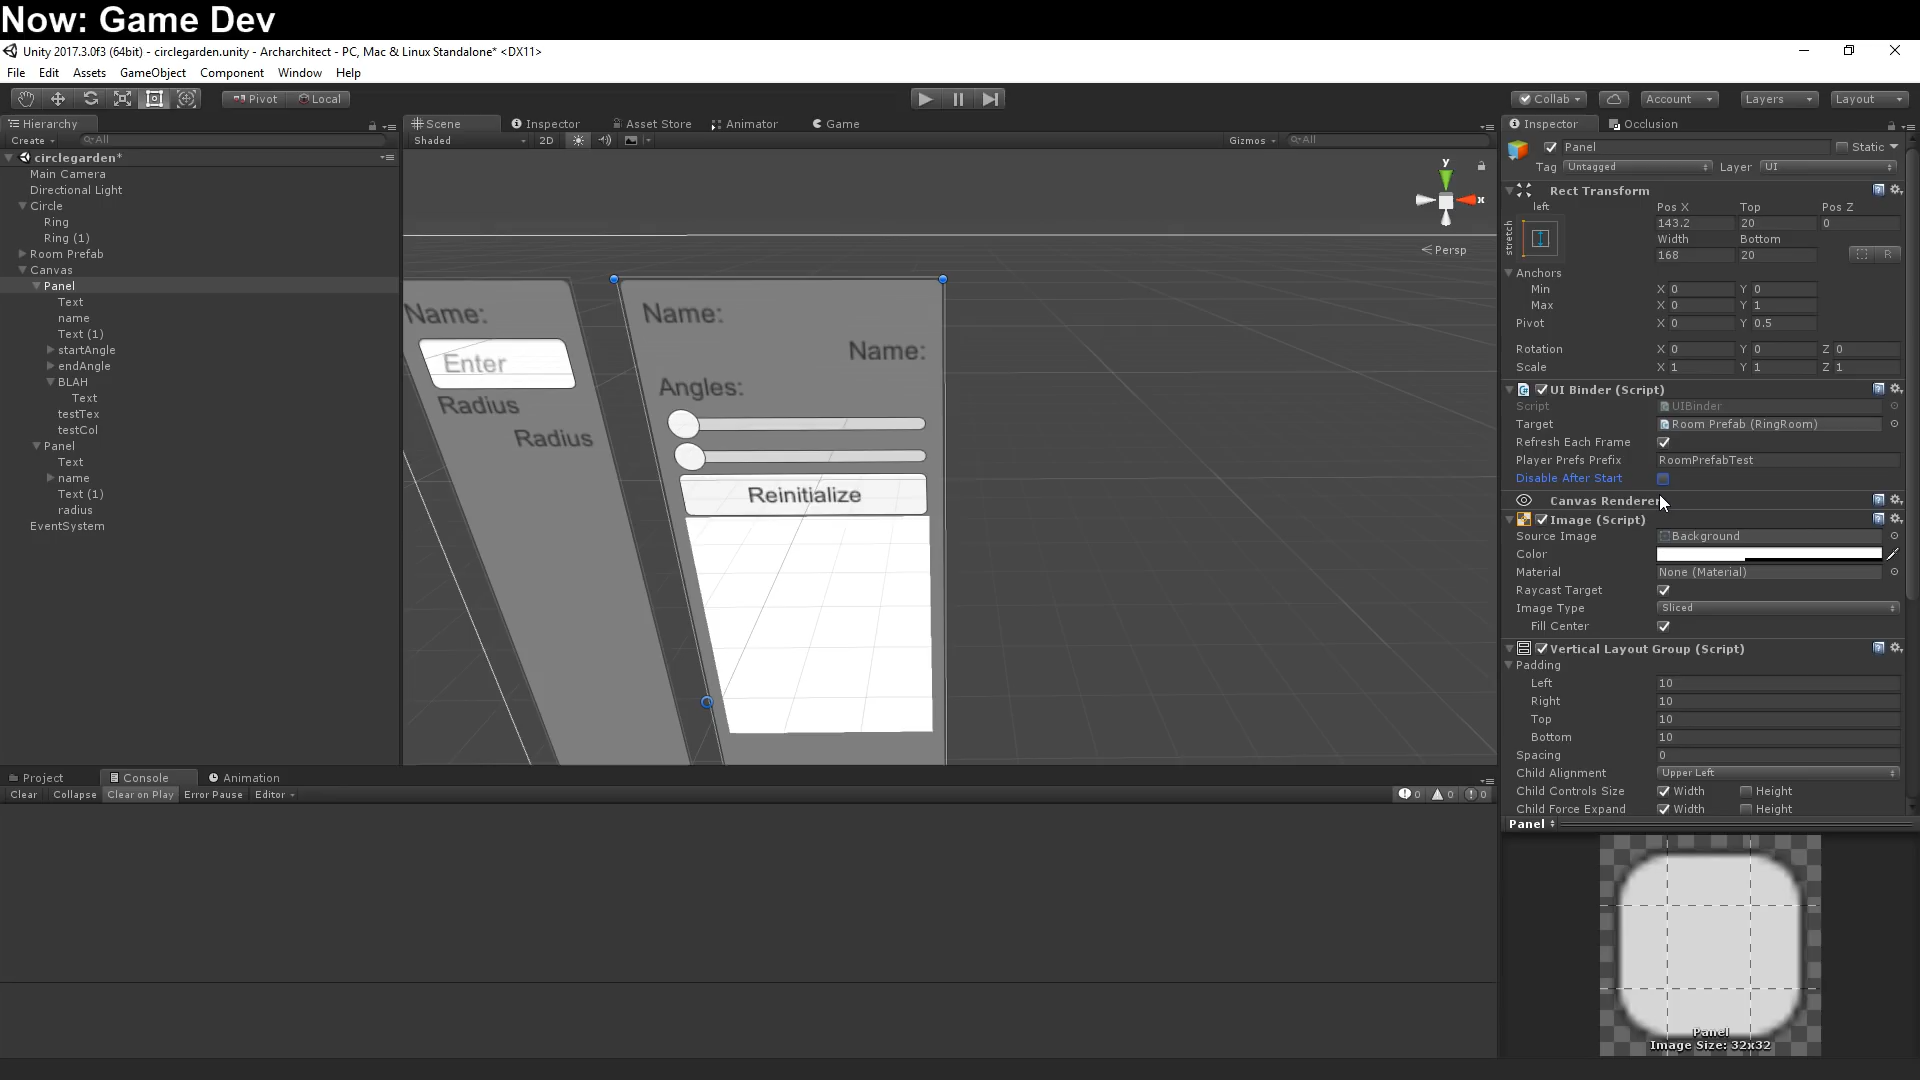 Now: Game Dev
Unity 2017.3.0f3 (64bit) - circlegarden.unity - Archarchitect - PC, Mac & Linux Standalone* <DX11>
File Edit Assets GameObject Component Window Help
Pivot Local Collab Account Layers Layout
Hierarchy
Create All
circlegarden*
Main Camera
Directional Light
Circle
Ring
Ring (1)
Room Prefab
Canvas
Panel
Text
name
Text (1)
startAngle
endAngle
BLAH
Text
testTex
testCol
Panel
Text
name
Text (1)
radius
EventSystem
Scene Inspector Asset Store Animator Game
Shaded 2D Gizmos All
y
x
Persp
Name:
Enter
Radius
Radius
Name:
Name:
Angles:
Reinitialize
Project Console Animation
Clear Collapse Clear on Play Error Pause Editor 0 0 0
Inspector Occlusion
Panel Static
Tag Untagged Layer UI
Rect Transform
left Pos X Top Pos Z
stretch 143.2 20 0
Width Bottom
168 20 R
Anchors
Min X 0 Y 0
Max X 0 Y 1
Pivot X 0 Y 0.5
Rotation X 0 Y 0 Z 0
Scale X 1 Y 1 Z 1
UI Binder (Script)
Script UIBinder
Target Room Prefab (RingRoom)
Refresh Each Frame
Player Prefs Prefix RoomPrefabTest
Disable After Start
Canvas Renderer
Image (Script)
Source Image Background
Color
Material None (Material)
Raycast Target
Image Type Sliced
Fill Center
Vertical Layout Group (Script)
Padding
Left 10
Right 10
Top 10
Bottom 10
Spacing 0
Child Alignment Upper Left
Child Controls Size Width Height
Child Force Expand Width Height
Panel
Panel
Image Size: 32x32